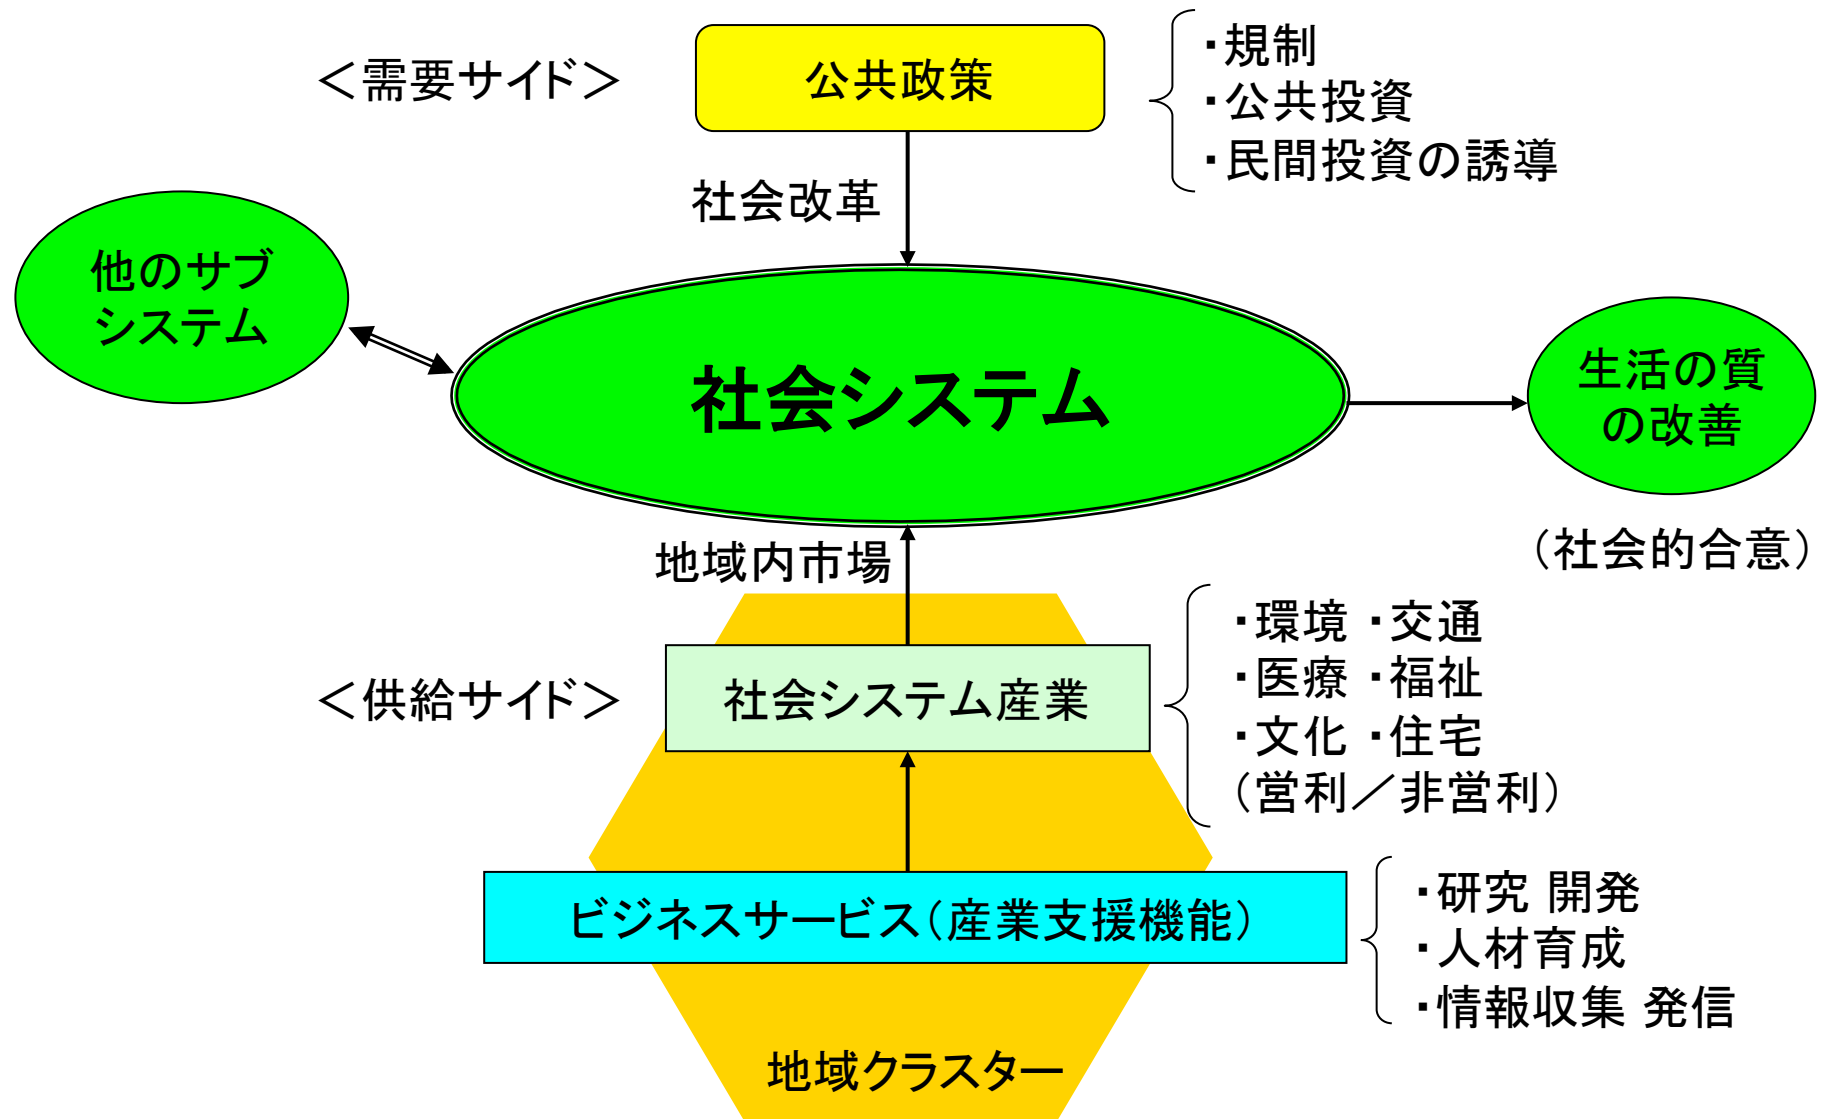 ＜需要サイド＞
公共政策
・規制
・公共投資
・民間投資の誘導
社会改革
他のサブ
システム
社会システム
生活の質
の改善
（社会的合意）
地域内市場
＜供給サイド＞
社会システム産業
・環境 ・交通
・医療 ・福祉
・文化 ・住宅
（営利／非営利）
ビジネスサービス（産業支援機能）
・研究 開発
・人材育成
・情報収集 発信
地域クラスター